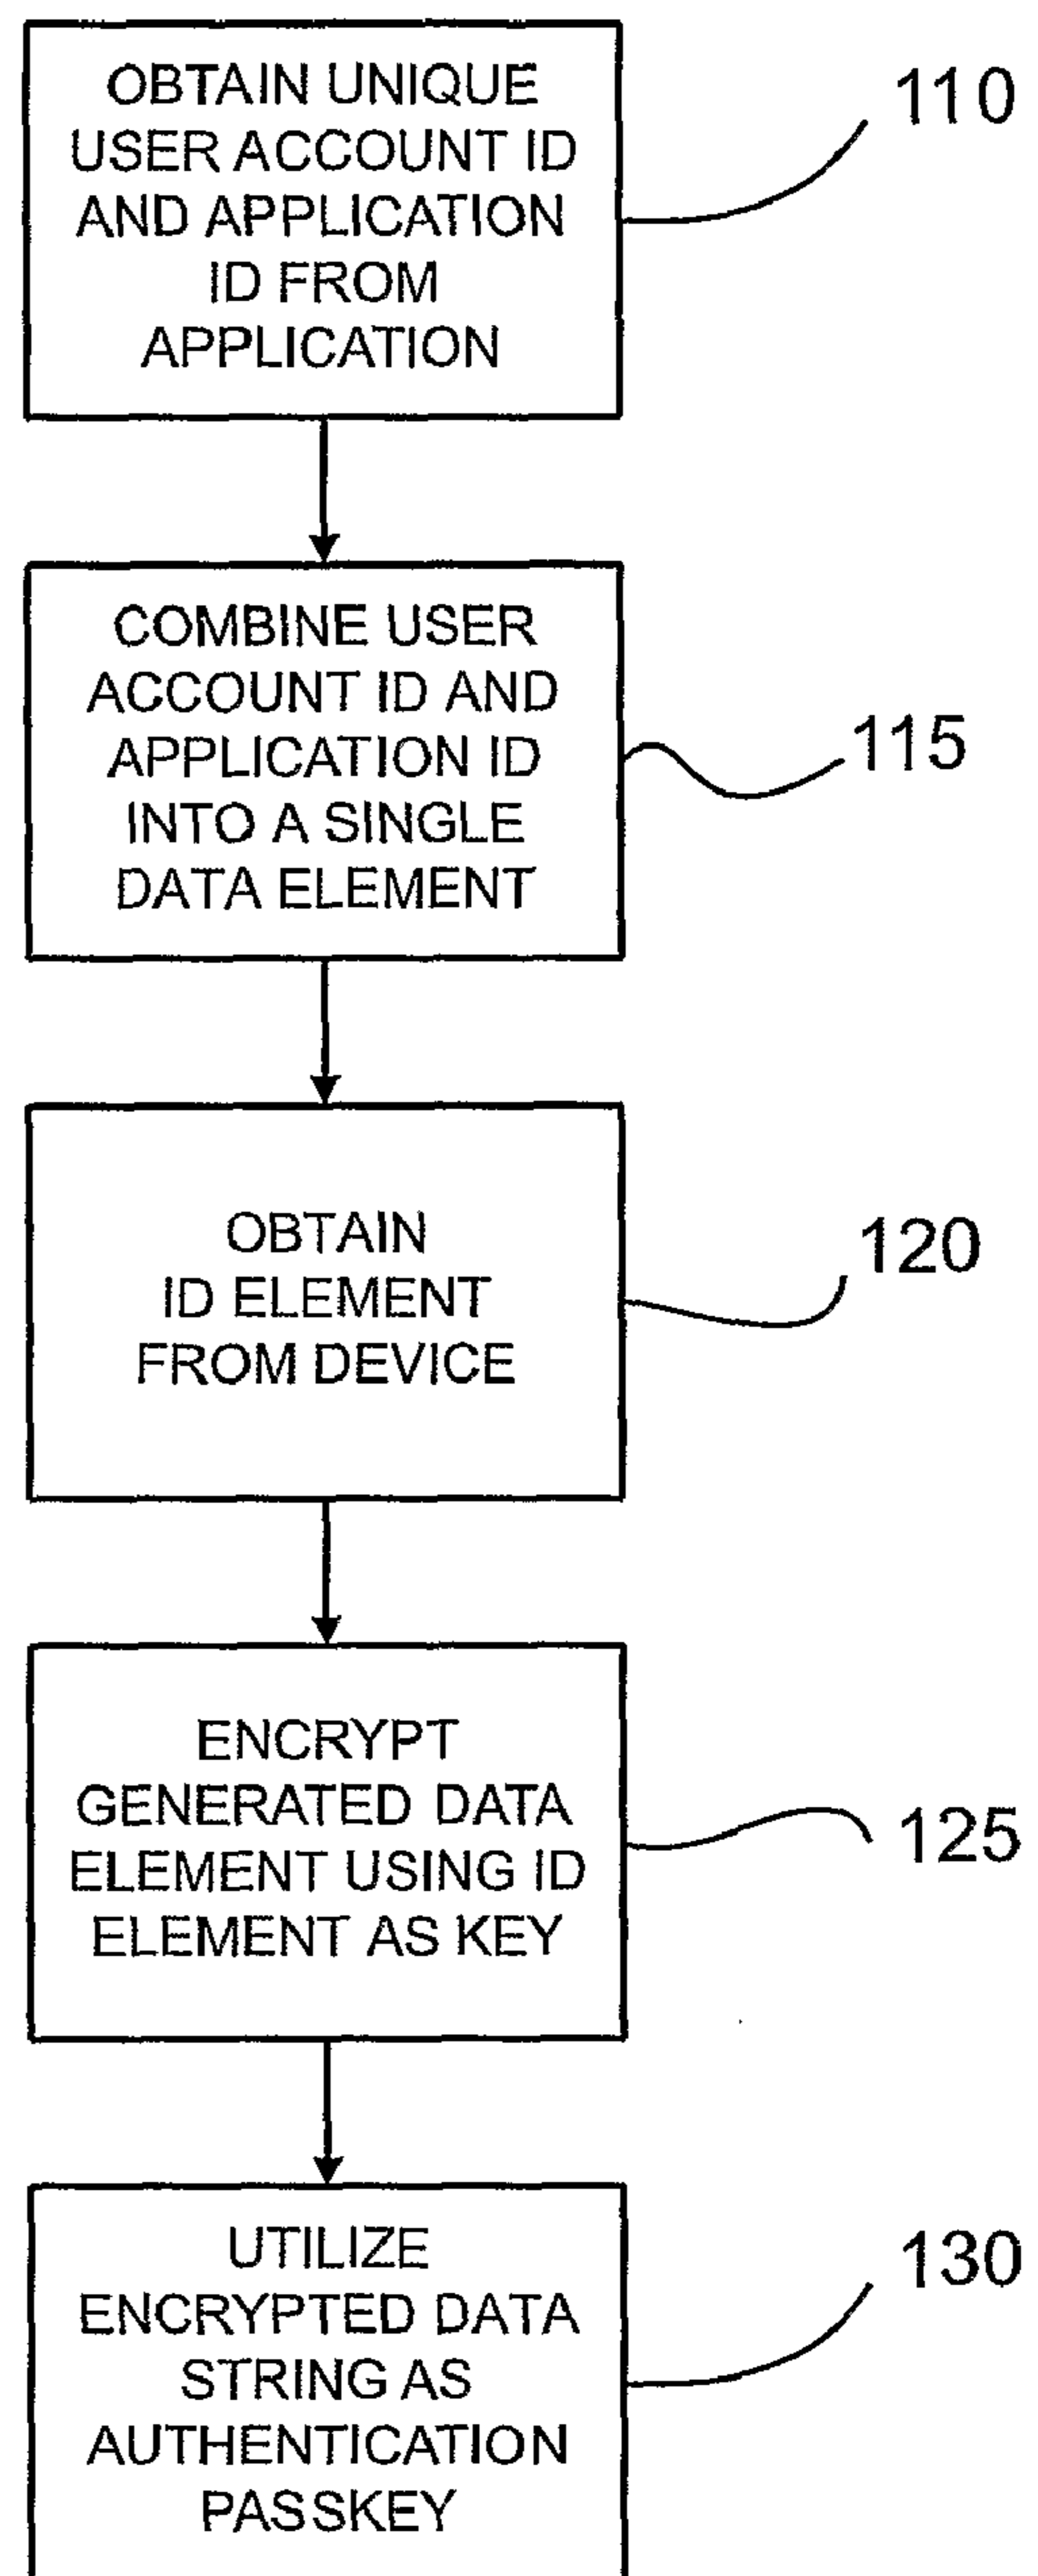 OBTAIN UNIQUE
USER ACCOUNT ID
AND APPLICATION
ID FROM
APPLICATION
110
COMBINE USER
ACCOUNT ID AND
APPLICATION ID
INTO A SINGLE
DATA ELEMENT
115
OBTAIN
ID ELEMENT
FROM DEVICE
120
ENCRYPT
GENERATED DATA
ELEMENT USING ID
ELEMENT AS KEY
125
UTILIZE
ENCRYPTED DATA
STRING AS
AUTHENTICATION
PASSKEY
130